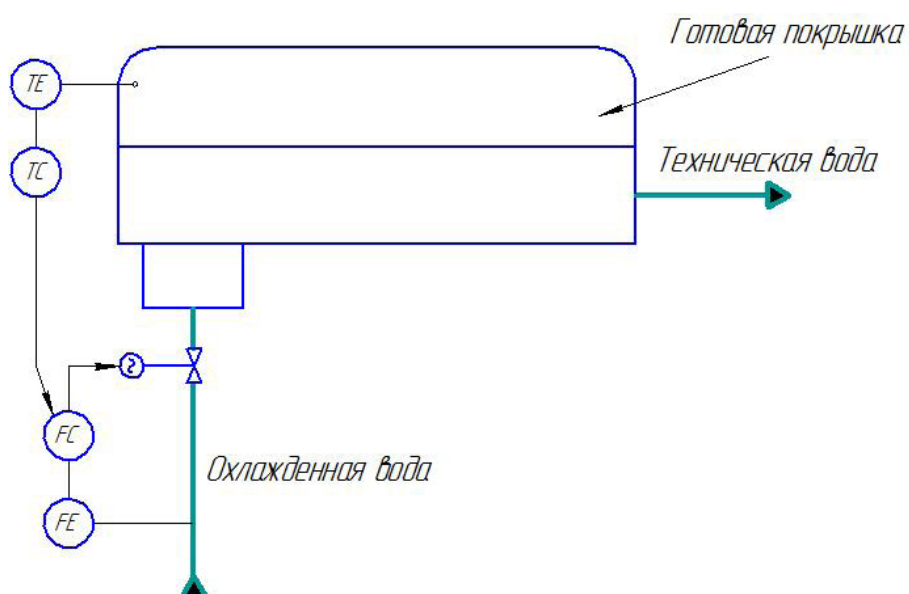 Готовая покрышка
TE
Техническая вода
TC
FC
Охлажденная вода
FE